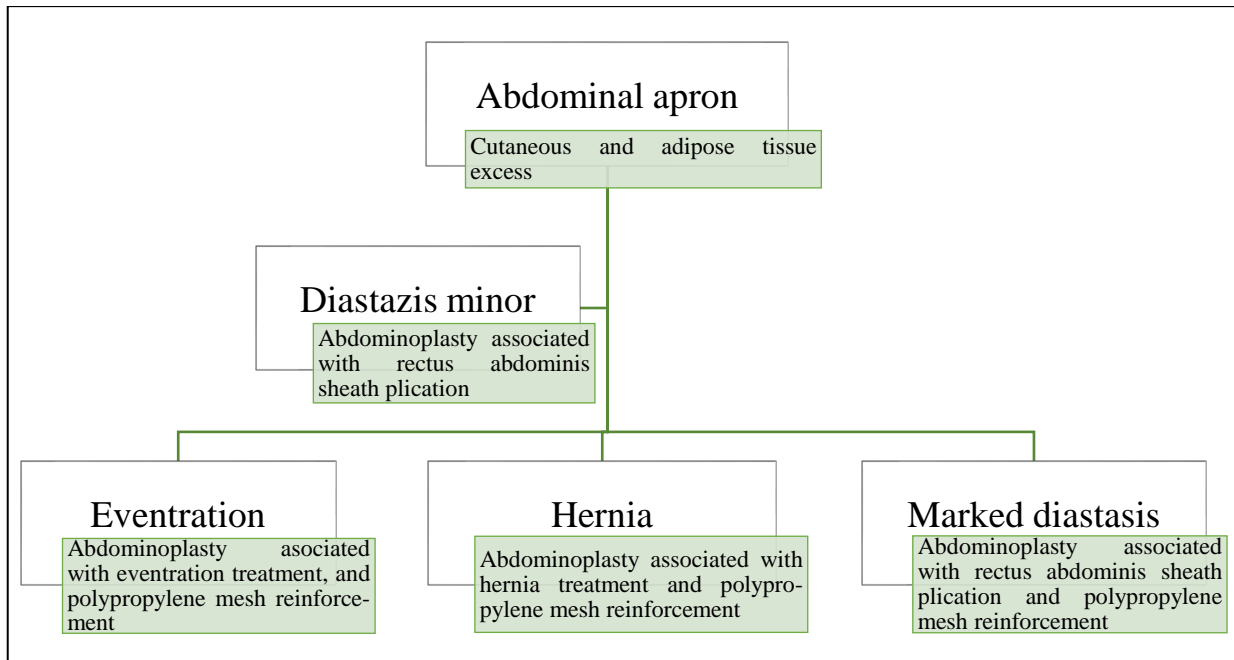 Abdominal apron
Cutaneous and adipose tissue
excess
Diastazis minor
Abdominoplasty associated
with rectus abdominis
sheath plication
Eventration
Abdominoplasty asociated
with eventration treatment, and
polypropylene mesh reinforce-
ment
Hernia
Abdominoplasty associated with
hernia treatment and polypro-
pylene mesh reinforcement
Marked diastasis
Abdominoplasty associated
with rectus abdominis sheath
plication and polypropylene
mesh reinforcement